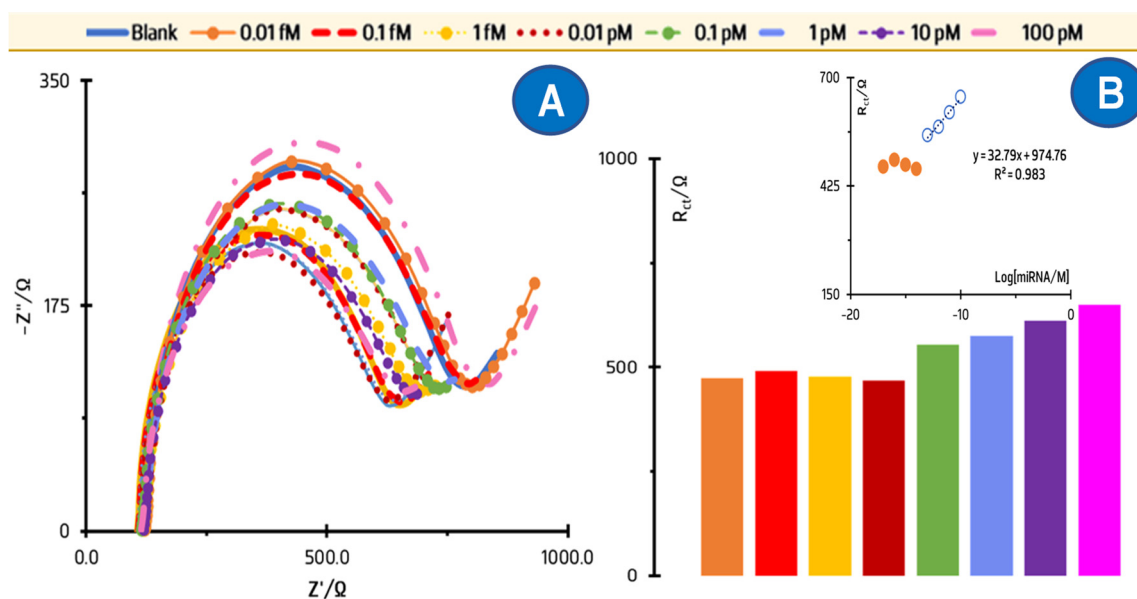 Blank 0.01 fM 0.1 fM 1 fM 0.01 pM 0.1 pM 1 pM 10 pM 100 pM
A
350
175
0
-Z''/Ω
0.0 500.0 1000.0
Z'/Ω
B
1000
500
0
Rct/Ω
700
425
150
Rct/Ω
y = 32.79x + 974.76
R² = 0.983
Log[miRNA/M]
-20 -10 0